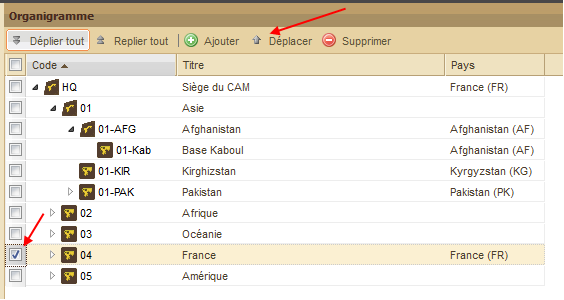 Organigramme
Déplier tout Replier tout Ajouter Déplacer Supprimer
Code Titre Pays
HQ Siège du CAM France (FR)
01 Asie
01-AFG Afghanistan Afghanistan (AF)
01-Kab Base Kaboul Afghanistan (AF)
01-KIR Kirghizstan Kyrgyzstan (KG)
01-PAK Pakistan Pakistan (PK)
02 Afrique
03 Océanie
04 France France (FR)
05 Amérique